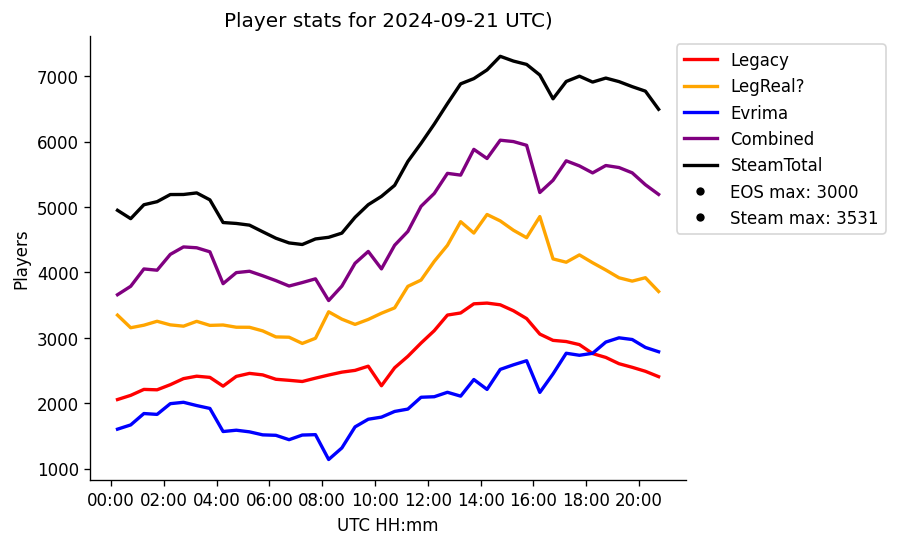 Player stats for 2024-09-21 UTC)
Players
7000
6000
5000
4000
3000
2000
1000
00:00 02:00 04:00 06:00 08:00 10:00 12:00 14:00 16:00 18:00 20:00
UTC HH:mm
Legacy
LegReal?
Evrima
Combined
SteamTotal
EOS max: 3000
Steam max: 3531